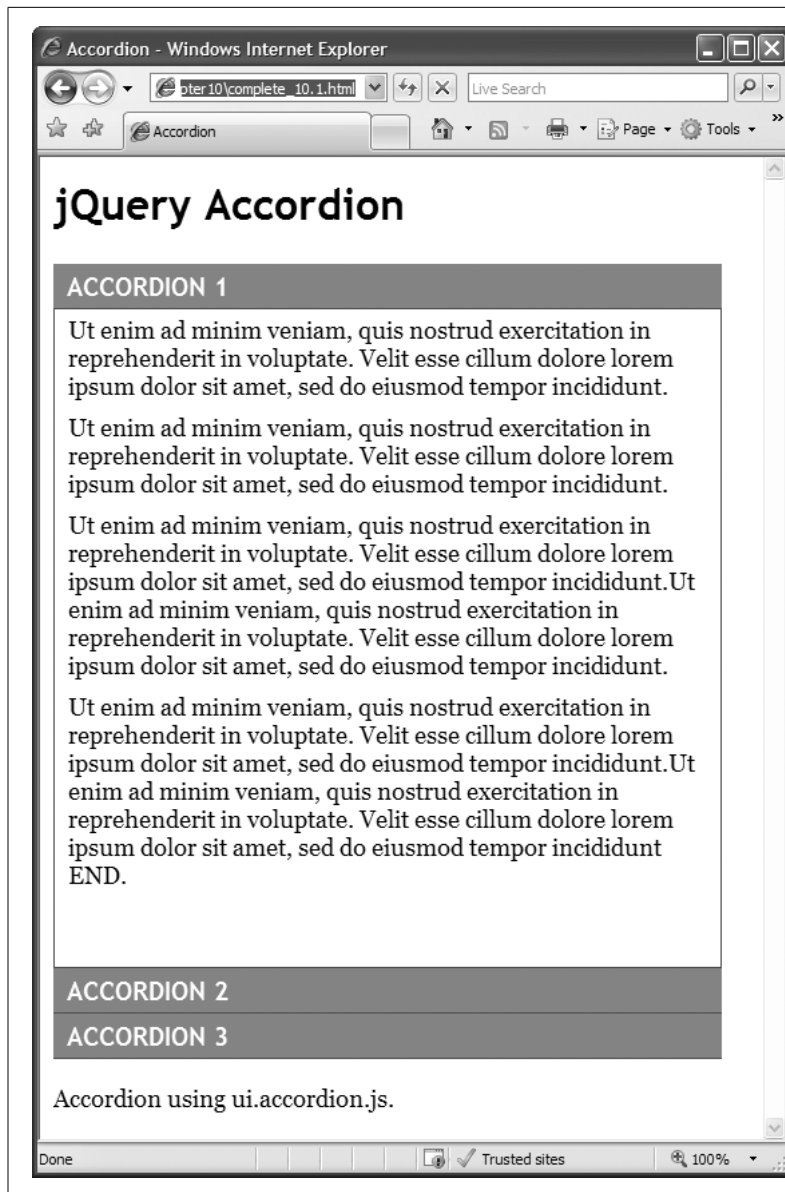 Accordion - Windows Internet Explorer
pter10\complete_10.1.html
Live Search
Accordion
Page
Tools
»
jQuery Accordion
ACCORDION 1
Ut enim ad minim veniam, quis nostrud exercitation in
reprehenderit in voluptate. Velit esse cillum dolore lorem
ipsum dolor sit amet, sed do eiusmod tempor incididunt.
Ut enim ad minim veniam, quis nostrud exercitation in
reprehenderit in voluptate. Velit esse cillum dolore lorem
ipsum dolor sit amet, sed do eiusmod tempor incididunt.
Ut enim ad minim veniam, quis nostrud exercitation in
reprehenderit in voluptate. Velit esse cillum dolore lorem
ipsum dolor sit amet, sed do eiusmod tempor incididunt.Ut
enim ad minim veniam, quis nostrud exercitation in
reprehenderit in voluptate. Velit esse cillum dolore lorem
ipsum dolor sit amet, sed do eiusmod tempor incididunt.
Ut enim ad minim veniam, quis nostrud exercitation in
reprehenderit in voluptate. Velit esse cillum dolore lorem
ipsum dolor sit amet, sed do eiusmod tempor incididunt.Ut
enim ad minim veniam, quis nostrud exercitation in
reprehenderit in voluptate. Velit esse cillum dolore lorem
ipsum dolor sit amet, sed do eiusmod tempor incididunt
END.
ACCORDION 2
ACCORDION 3
Accordion using ui.accordion.js.
Done
Trusted sites
100%